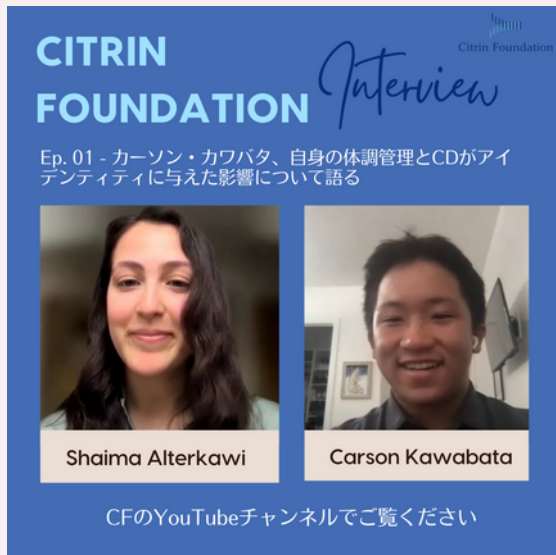 Citrin Foundation
CITRIN
FOUNDATION
Interview
Ep. 01 - カーソン・カワバタ、自身の体調管理とCDがアイ
デンティティに与えた影響について語る
Shaima Alterkawi
Carson Kawabata
CFのYouTubeチャンネルでご覧ください